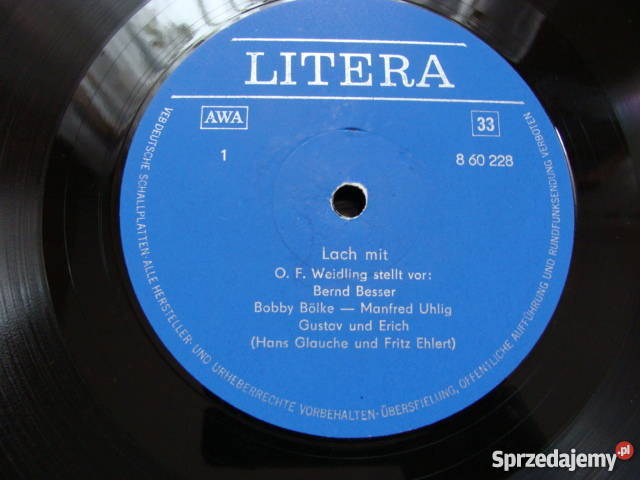 LITERA
AWA
33
1
8 60 228
Lach mit
O. F. Weidling stellt vor:
Bernd Besser
Bobby Bölke — Manfred Uhlig
Gustav und Erich
(Hans Glauche und Fritz Ehlert)
VEB DEUTSCHE SCHALLPLATTEN · ALLE HERSTELLER- UND URHEBERRECHTE VORBEHALTEN · ÜBERSPIELUNG, ÖFFENTLICHE AUFFÜHRUNG UND RUNDFUNKSENDUNG VERBOTEN
Sprzedajemy.pl